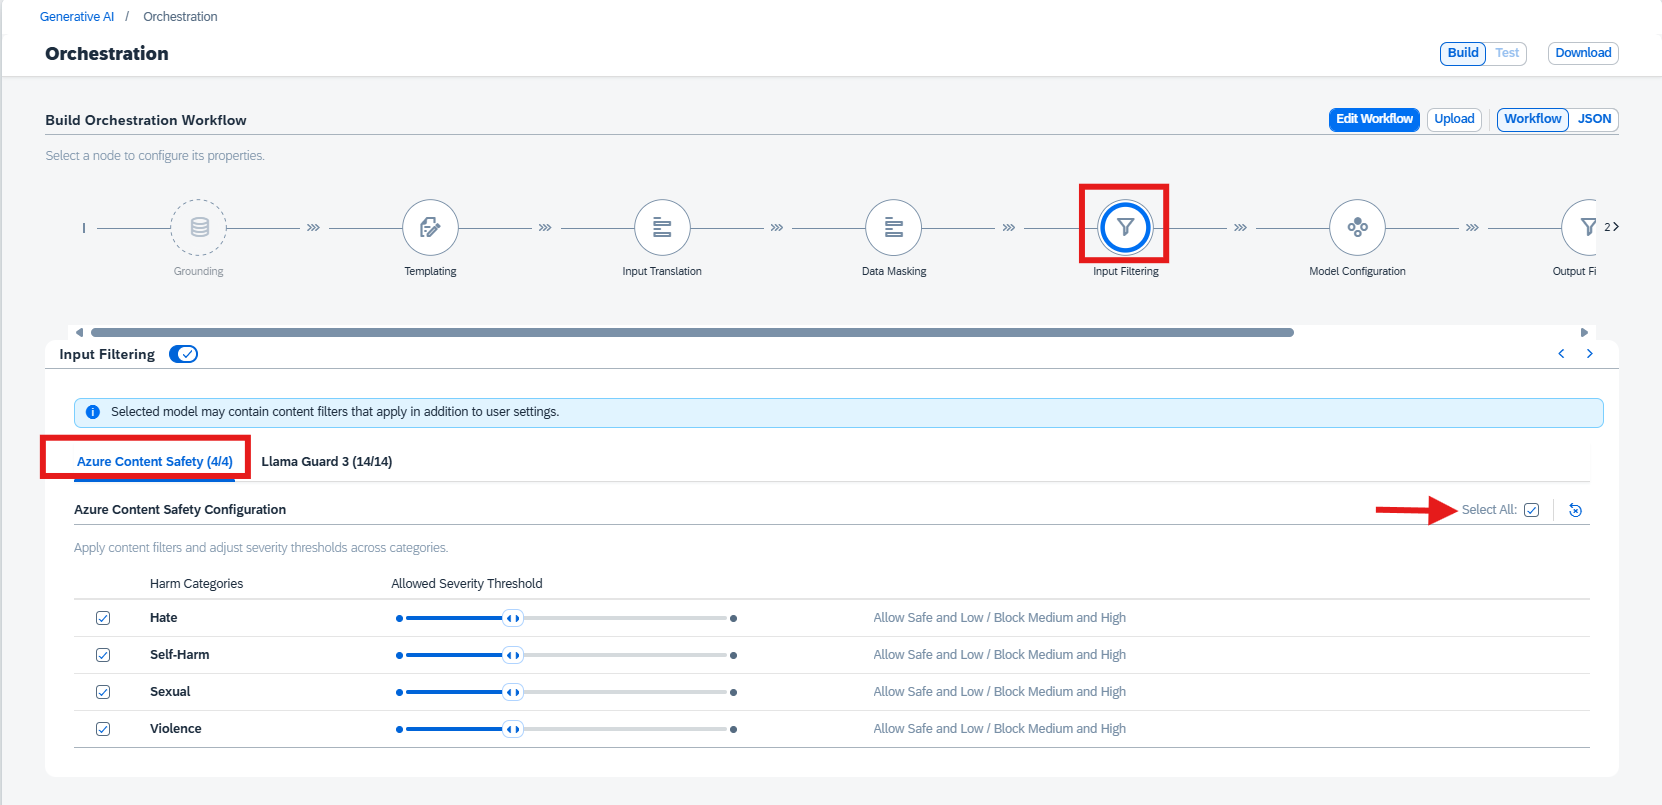 Generative AI / Orchestration
Orchestration
Build Test Download
Build Orchestration Workflow
Edit Workflow Upload Workflow JSON
Select a node to configure its properties.
2
Grounding Templating Input Translation Data Masking Input Filtering Model Configuration Output Fi
Input Filtering
Selected model may contain content filters that apply in addition to user settings.
Azure Content Safety (4/4) Llama Guard 3 (14/14)
Azure Content Safety Configuration Select All:
Apply content filters and adjust severity thresholds across categories.
Harm Categories Allowed Severity Threshold
Hate Allow Safe and Low / Block Medium and High
Self-Harm Allow Safe and Low / Block Medium and High
Sexual Allow Safe and Low / Block Medium and High
Violence Allow Safe and Low / Block Medium and High